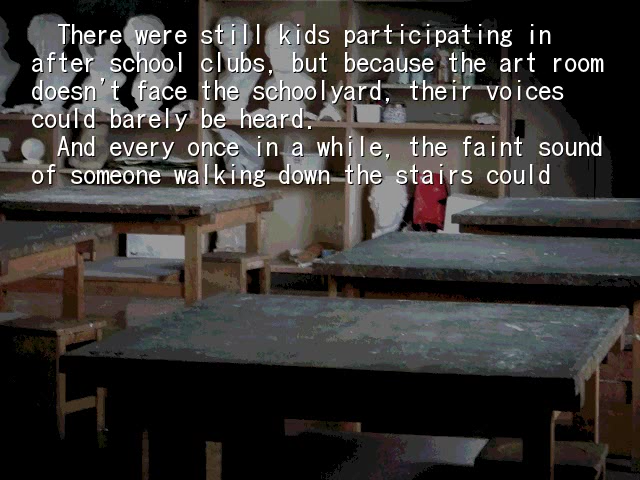 There were still kids participating in
after school clubs, but because the art room
doesn't face the schoolyard, their voices
could barely be heard.
And every once in a while, the faint sound
of someone walking down the stairs could